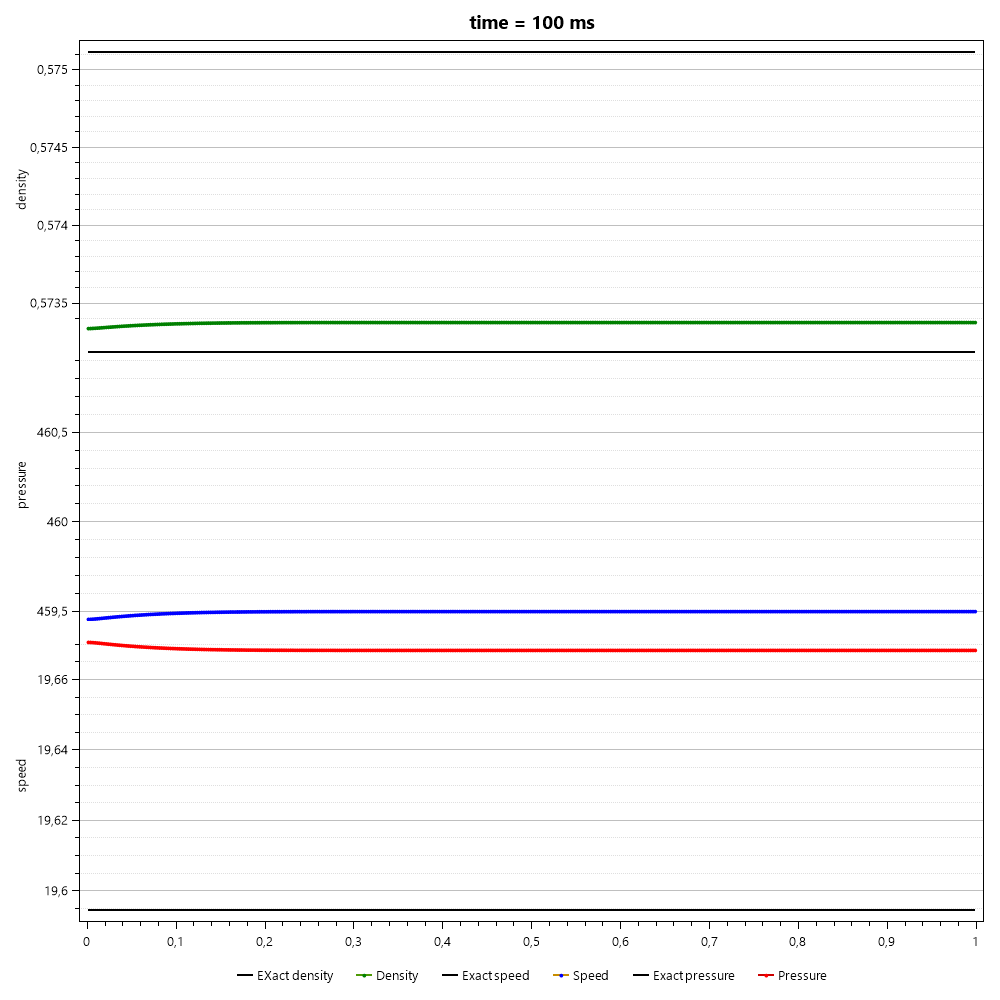 time = 100 ms
0,575
0,5745
density
0,574
0,5735
460,5
pressure
460
459,5
19,66
19,64
speed
19,62
19,6
0 0,1 0,2 0,3 0,4 0,5 0,6 0,7 0,8 0,9 1
EXact density Density Exact speed Speed Exact pressure Pressure